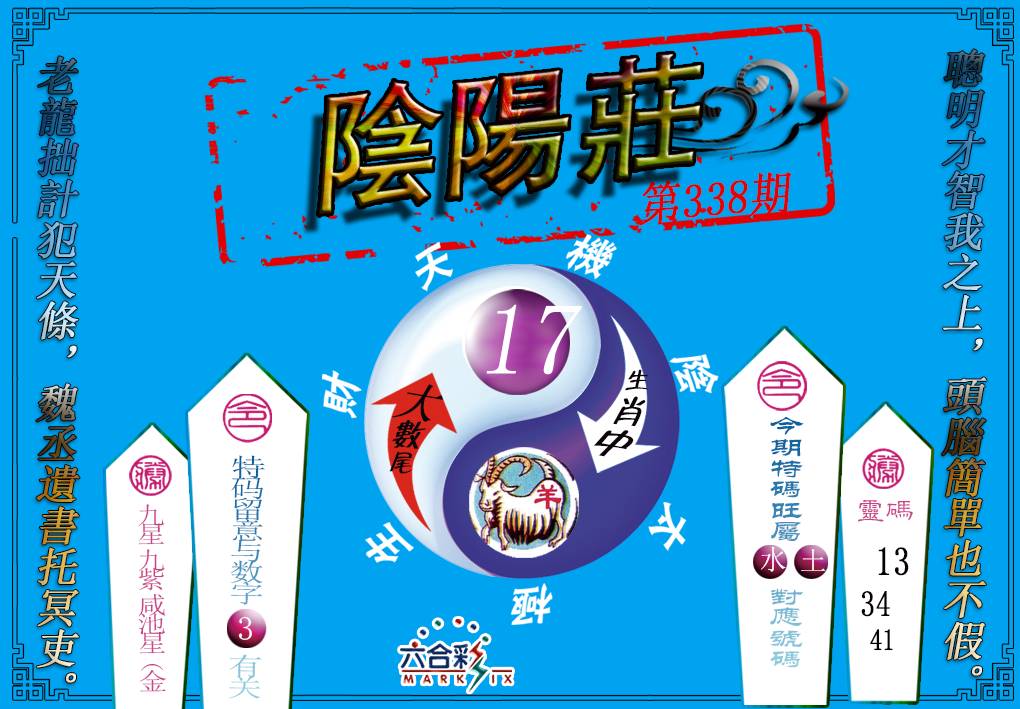 陰陽莊
第338期
老龍拙計犯天條，魏丞遺書托冥吏。
聰明才智我之上，頭腦簡單也不假。
天機
陰
太
極
生
財
17
大數尾
生肖中
羊
九星 九紫 咸池星（金
令
特码留意与数字
3
有关
令
今期特碼旺屬
水 土
對應號碼
靈碼
13
34
41
六合彩
MARK SIX